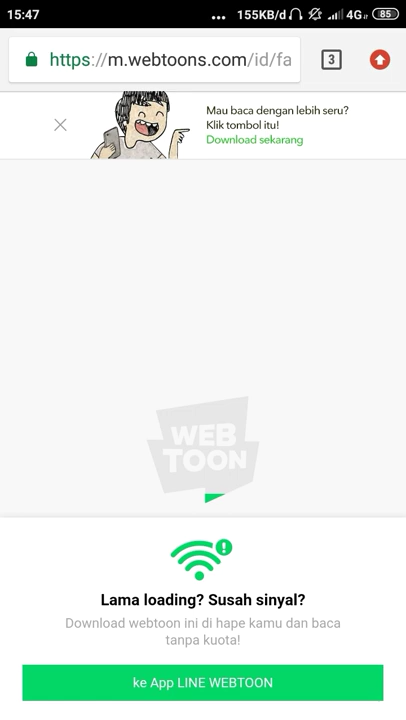 15:47
... 155KB/d 4G 85
https://m.webtoons.com/id/fa
3
Mau baca dengan lebih seru?
Klik tombol itu!
Download sekarang
WEB
TOON
Lama loading? Susah sinyal?
Download webtoon ini di hape kamu dan baca
tanpa kuota!
ke App LINE WEBTOON